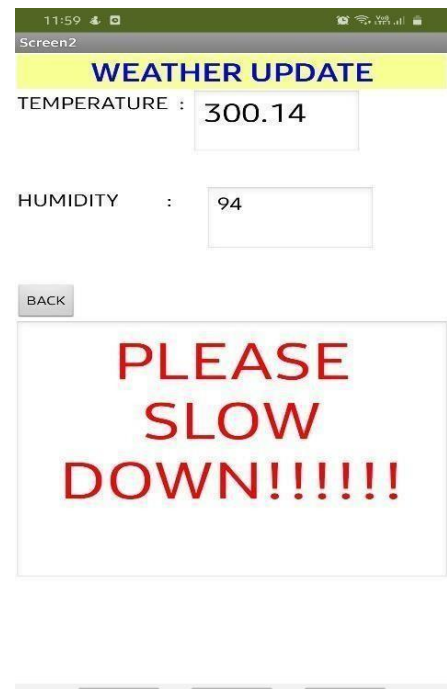 11:59
Screen2
WEATHER UPDATE
TEMPERATURE : 300.14
HUMIDITY : 94
BACK
PLEASE
SLOW
DOWN!!!!!!